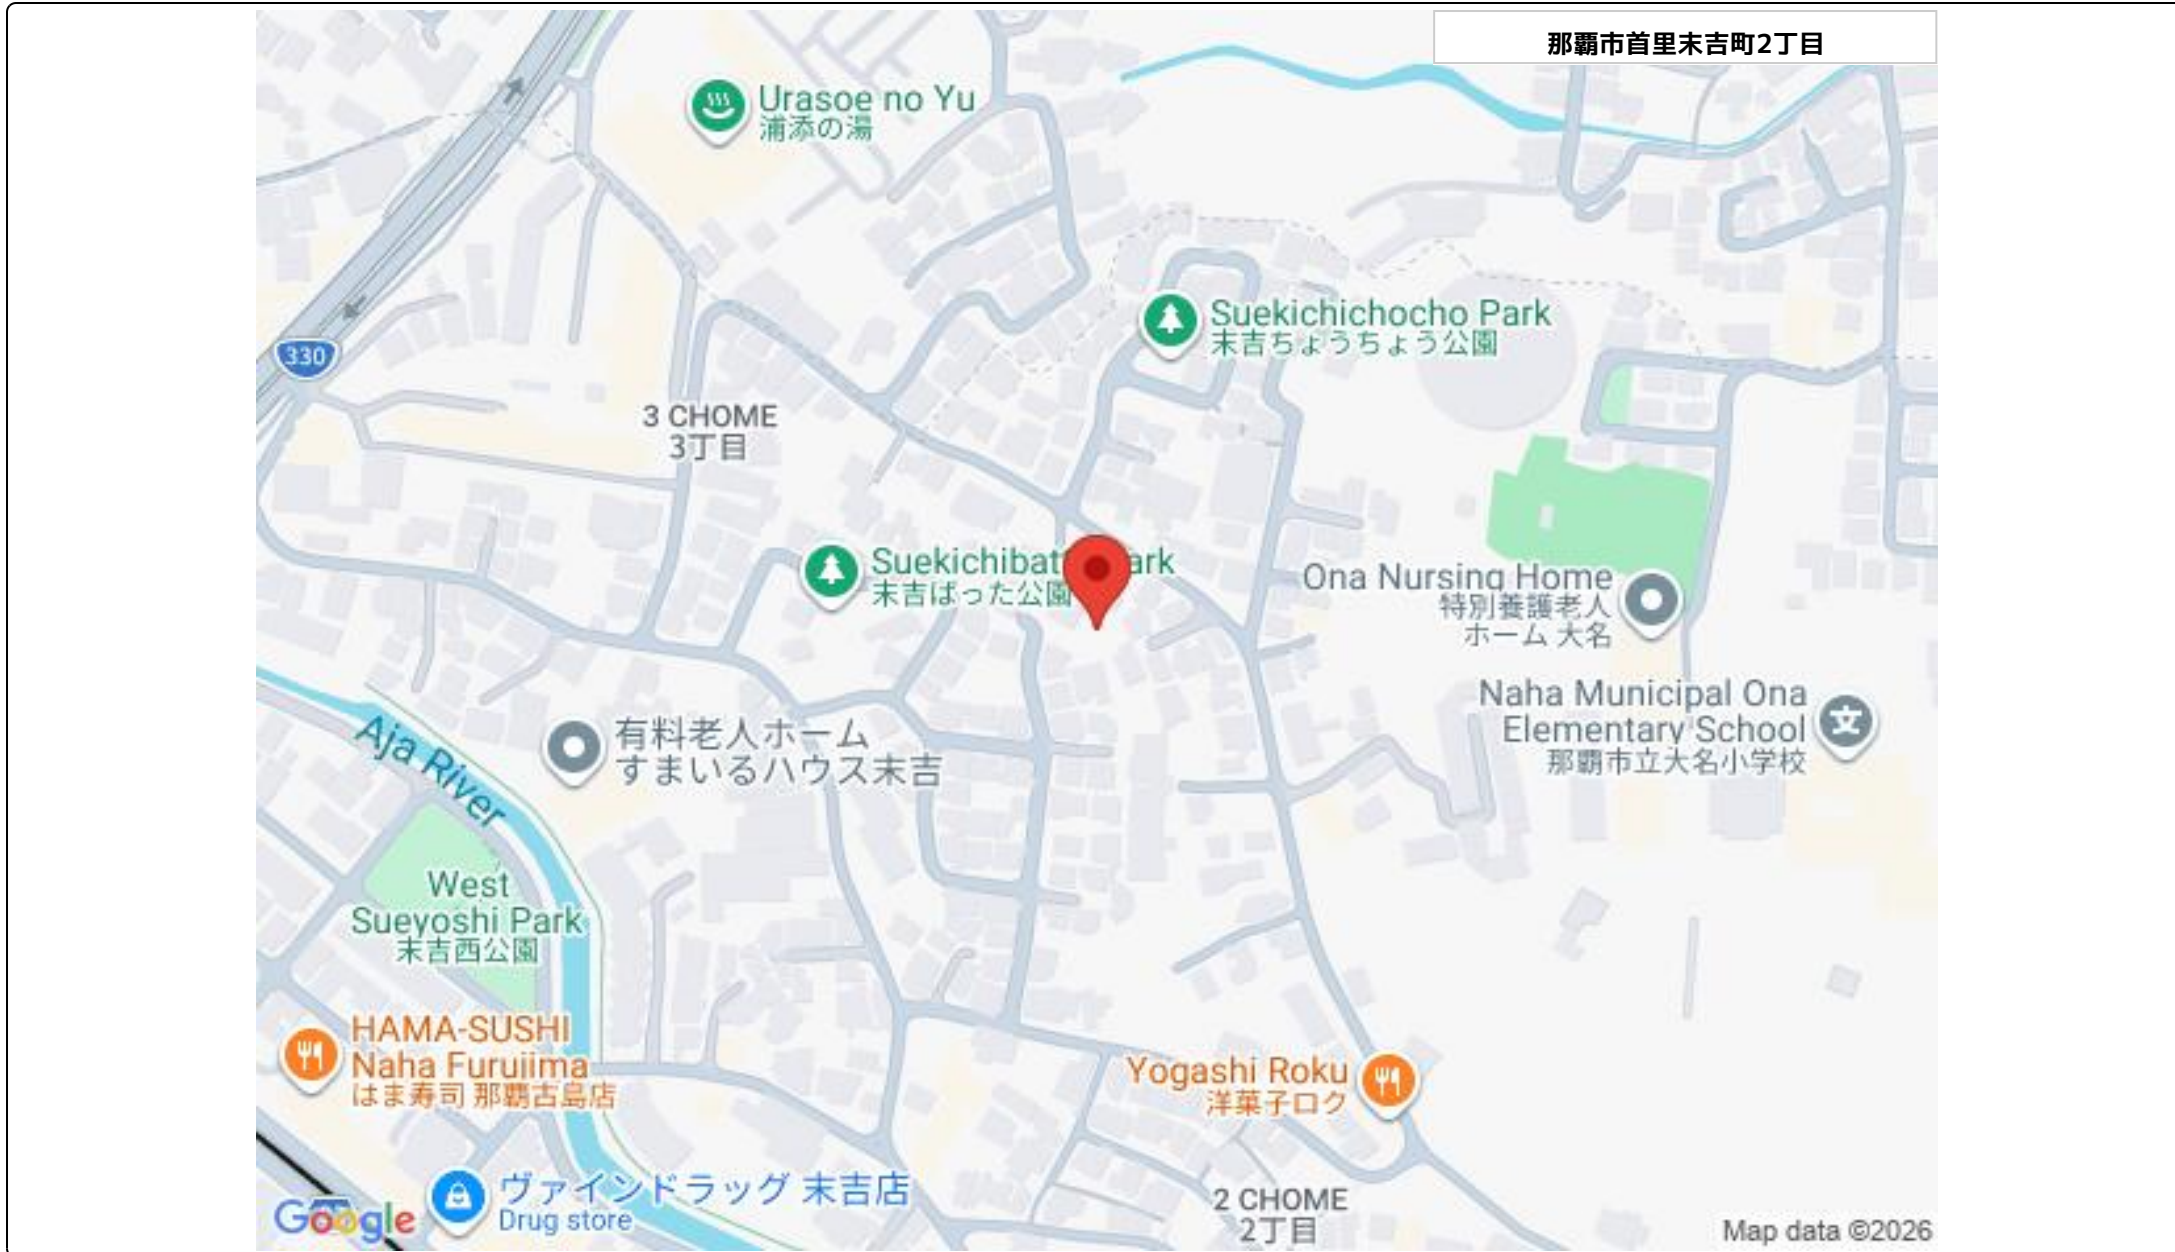 那覇市首里末吉町2丁目
Urasoe no Yu
浦添の湯
Suekichichocho Park
末吉ちょうちょう公園
330
3 CHOME
3丁目
Suekichibat ark
末吉ばった公園
Ona Nursing Home
特別養護老人
ホーム 大名
Naha Municipal Ona
Elementary School
那覇市立大名小学校
文
有料老人ホーム
すまいるハウス末吉
Aja River
West
Sueyoshi Park
末吉西公園
HAMA-SUSHI
Naha Furujima
はま寿司 那覇古島店
Yogashi Roku
洋菓子ロク
ヴァインドラッグ 末吉店
Drug store
2 CHOME
2丁目
Google
Map data ©2026